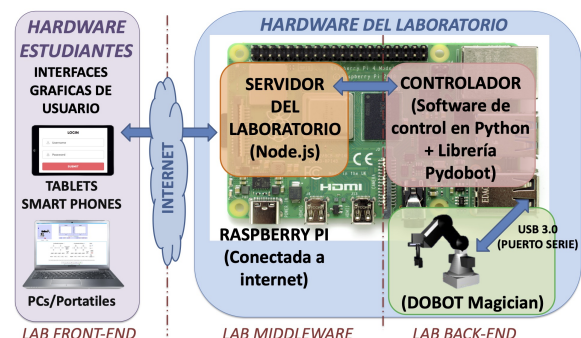 HARDWARE
ESTUDIANTES
INTERFACES
GRAFICAS DE
USUARIO
LOGIN
TABLETS
SMART PHONES
PCs/Portatiles
LAB FRONT-END
INTERNET
HARDWARE DEL LABORATORIO
SERVIDOR
DEL
LABORATORIO
(Node.js)
CONTROLADOR
(Software de
control en Python
+ Librería
Pydobot)
HDMI
RASPBERRY PI
(Conectada a
internet)
USB 3.0
(PUERTO SERIE)
(DOBOT Magician)
LAB MIDDLEWARE
LAB BACK-END